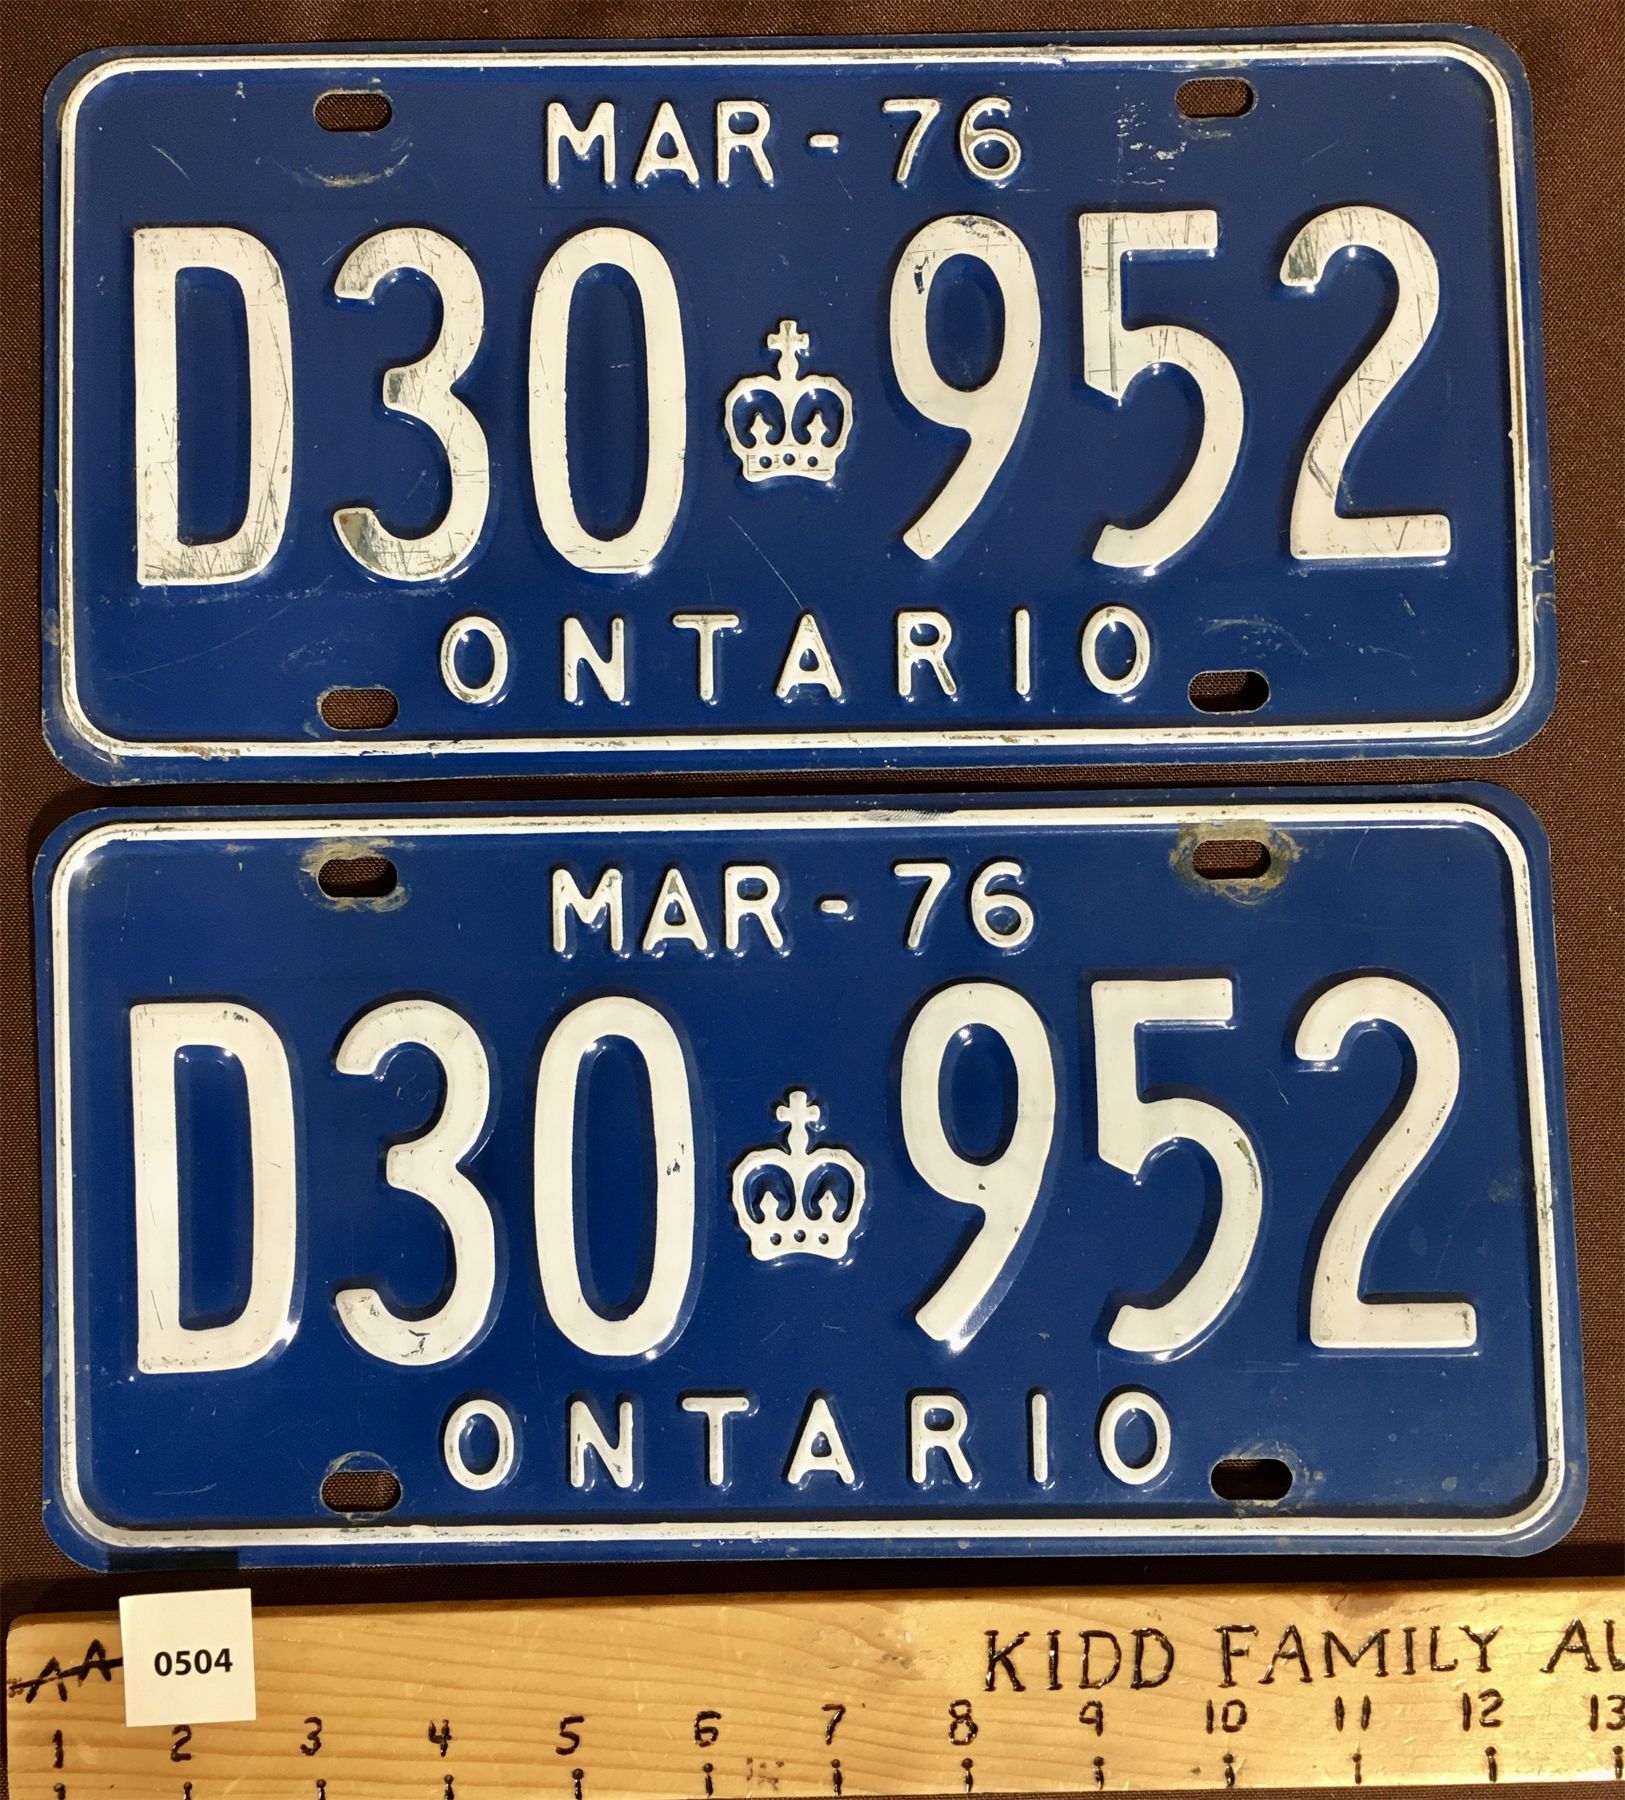 MAR-76
D30 952
ONTARIO
MAR-76
D30 952
ONTARIO
0504
KIDD FAMILY
1 2 3 4 5 6 7 8 9 10 11 12 13